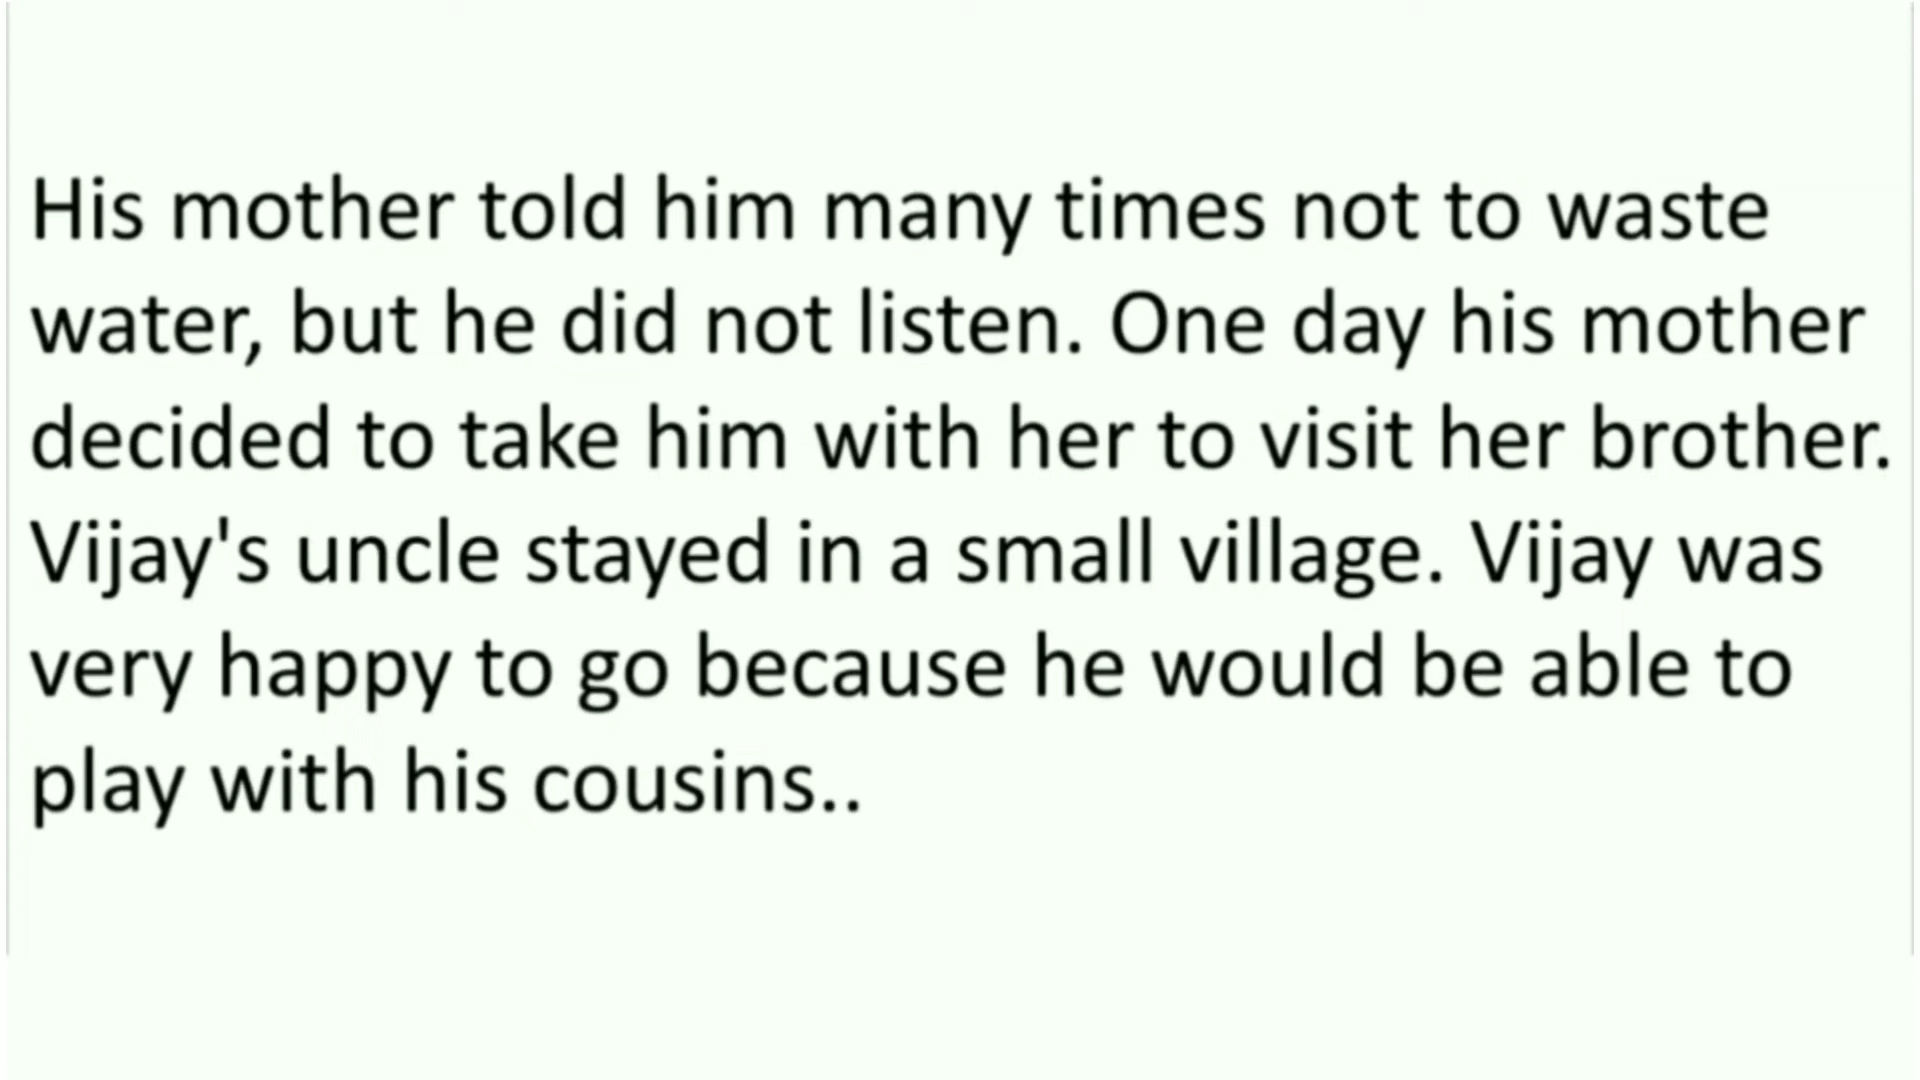 His mother told him many times not to waste
water, but he did not listen. One day his mother
decided to take him with her to visit her brother.
Vijay's uncle stayed in a small village. Vijay was
very happy to go because he would be able to
play with his cousins..